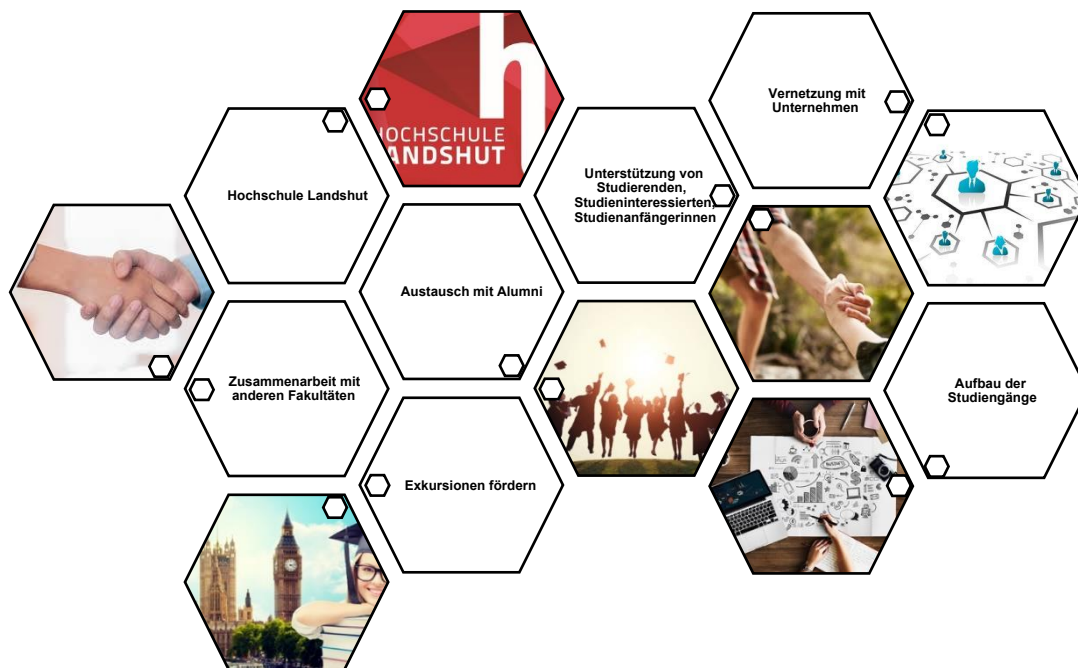 HOCHSCHULE
LANDSHUT
Vernetzung mit
Unternehmen
Hochschule Landshut
Unterstützung von
Studierenden,
Studieninteressierten,
Studienanfängerinnen
Austausch mit Alumni
Zusammenarbeit mit
anderen Fakultäten
Aufbau der
Studiengänge
Exkursionen fördern